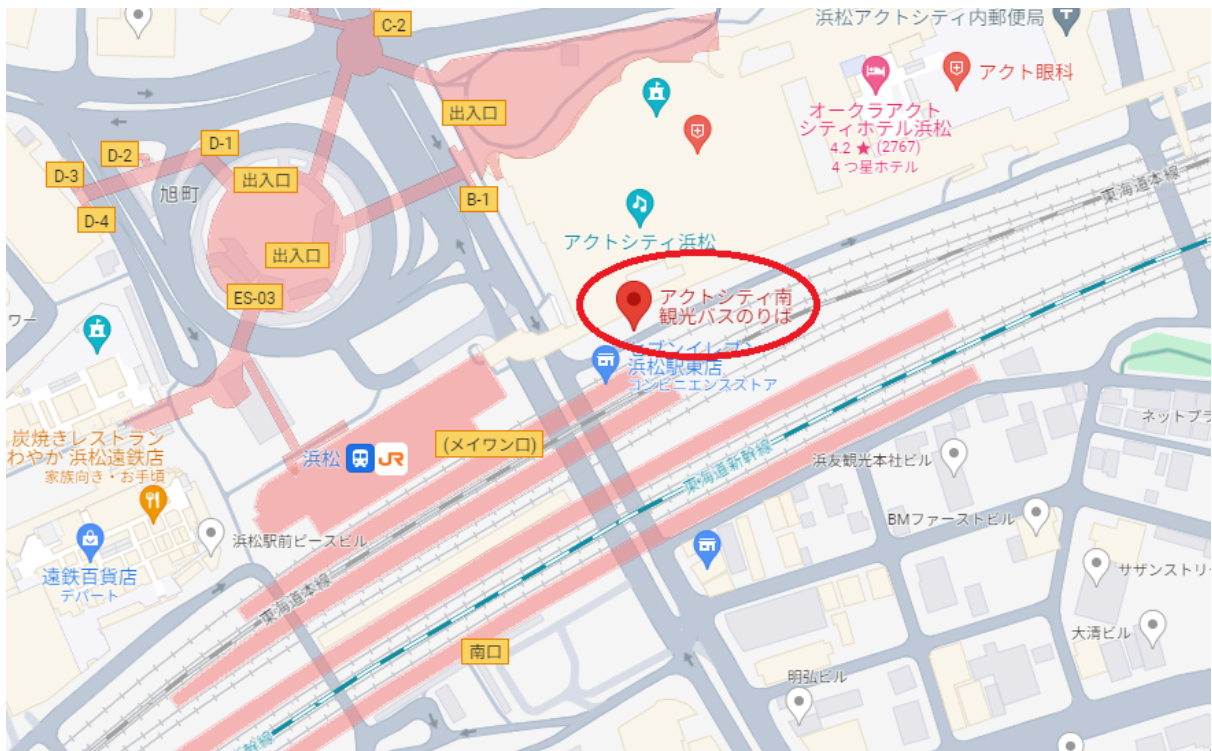 C-2
浜松アクトシティ内郵便局
アクト眼科
オークラアクト
シティホテル浜松
4.2 ★ (2767)
4 つ星ホテル
出入口
D-1
D-2
D-3
D-4
旭町
出入口
B-1
出入口
ES-03
アクトシティ浜松
東海道本線
アクトシティ南
観光バスのりば
セブンイレブン
浜松駅東店
コンビニエンスストア
ワー
炭焼きレストラン
わやか 浜松遠鉄店
家族向き・お手頃
浜松
JR
(メイワン口)
東海道新幹線
浜友観光本社ビル
ネットプラ
BMファーストビル
浜松駅前ビースビル
遠鉄百貨店
デパート
サザンストリー
東海道本線
大清ビル
南口
明弘ビル
新幹線